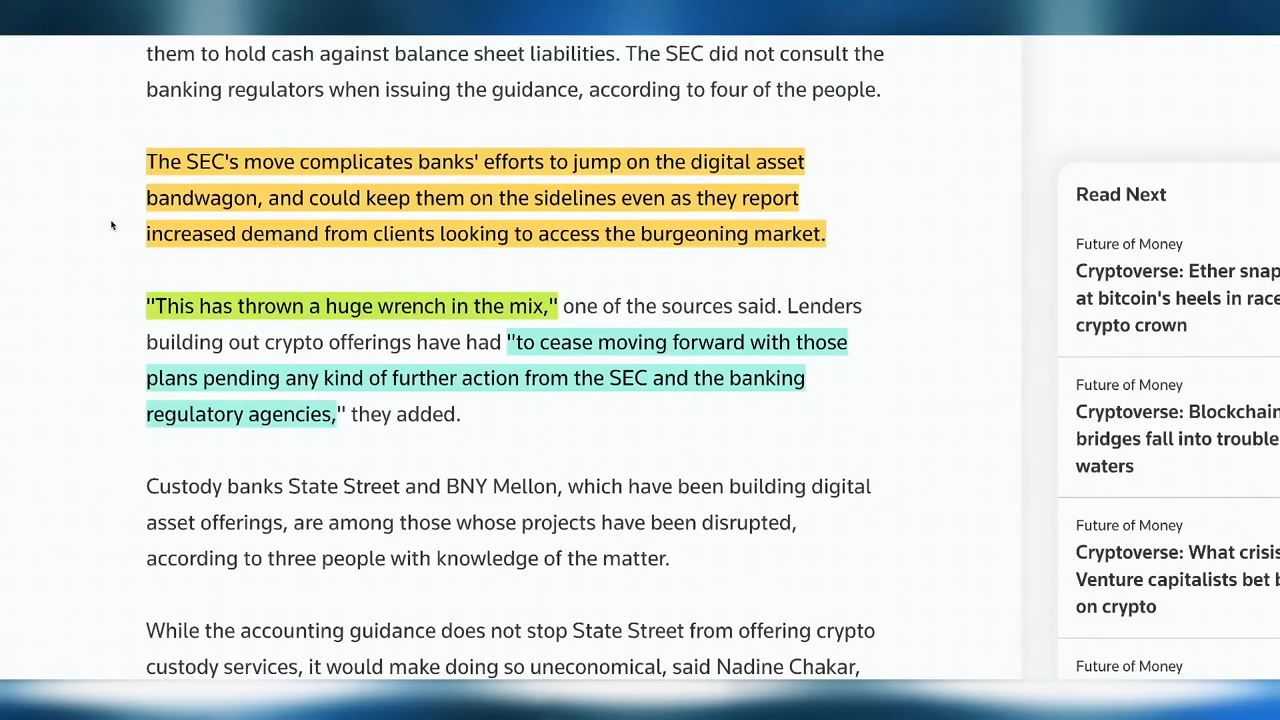 them to hold cash against balance sheet liabilities. The SEC did not consult the
banking regulators when issuing the guidance, according to four of the people.
The SEC's move complicates banks' efforts to jump on the digital asset
bandwagon, and could keep them on the sidelines even as they report
increased demand from clients looking to access the burgeoning market.
"This has thrown a huge wrench in the mix," one of the sources said. Lenders
building out crypto offerings have had "to cease moving forward with those
plans pending any kind of further action from the SEC and the banking
regulatory agencies," they added.
Custody banks State Street and BNY Mellon, which have been building digital
asset offerings, are among those whose projects have been disrupted,
according to three people with knowledge of the matter.
While the accounting guidance does not stop State Street from offering crypto
custody services, it would make doing so uneconomical, said Nadine Chakar,
Read Next
Future of Money
Cryptoverse: Ether snap
at bitcoin's heels in race
crypto crown
Future of Money
Cryptoverse: Blockchain
bridges fall into trouble
waters
Future of Money
Cryptoverse: What crisis
Venture capitalists bet b
on crypto
Future of Money